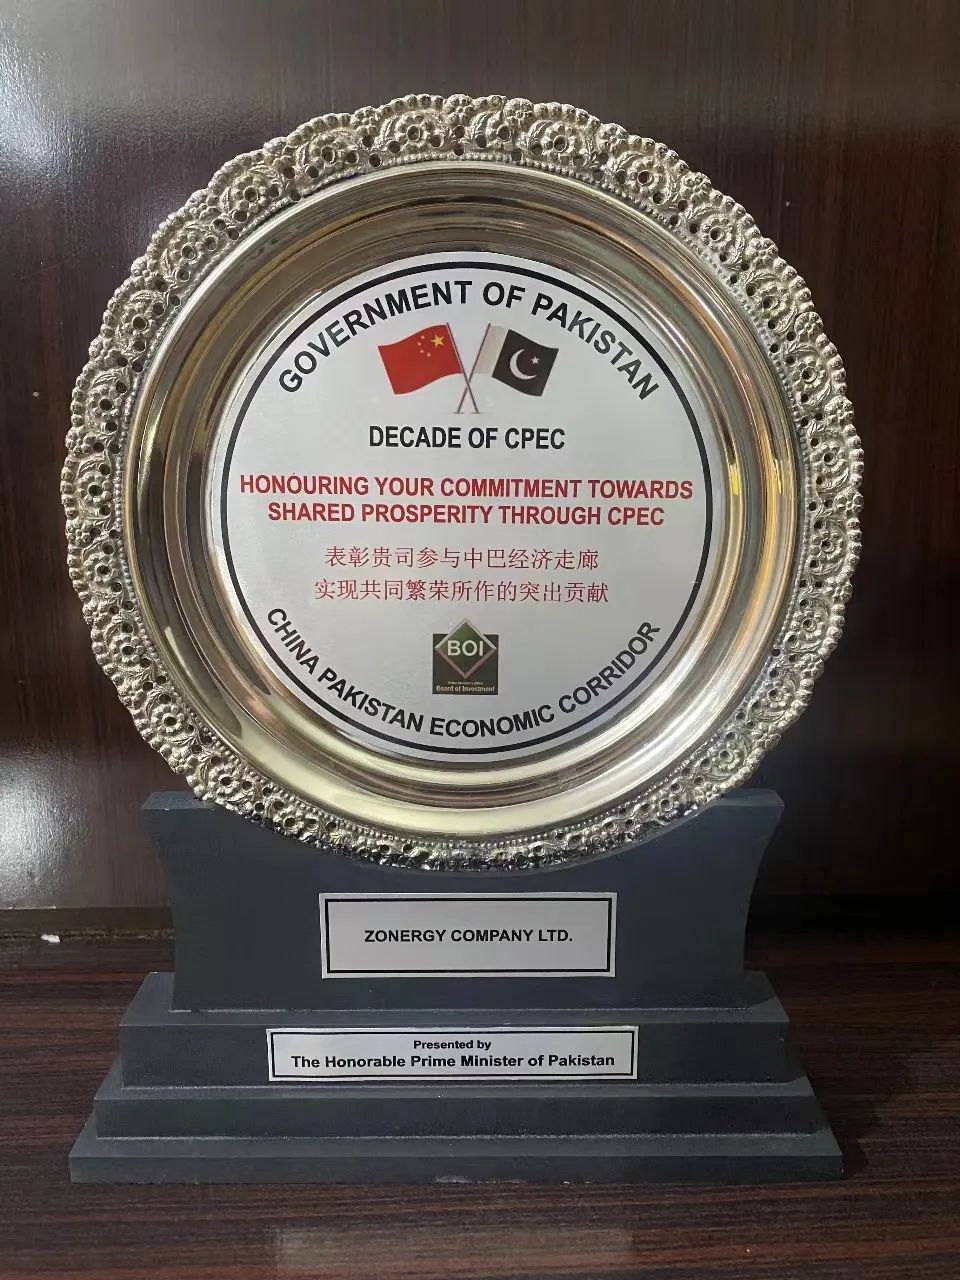 GOVERNMENT OF PAKISTAN
DECADE OF CPEC
HONOURING YOUR COMMITMENT TOWARDS
SHARED PROSPERITY THROUGH CPEC
表彰贵司参与中巴经济走廊
实现共同繁荣所作的突出贡献
BOI
Prime Minister's Office
Board of Investment
CHINA PAKISTAN ECONOMIC CORRIDOR
ZONERGY COMPANY LTD.
Presented by
The Honorable Prime Minister of Pakistan